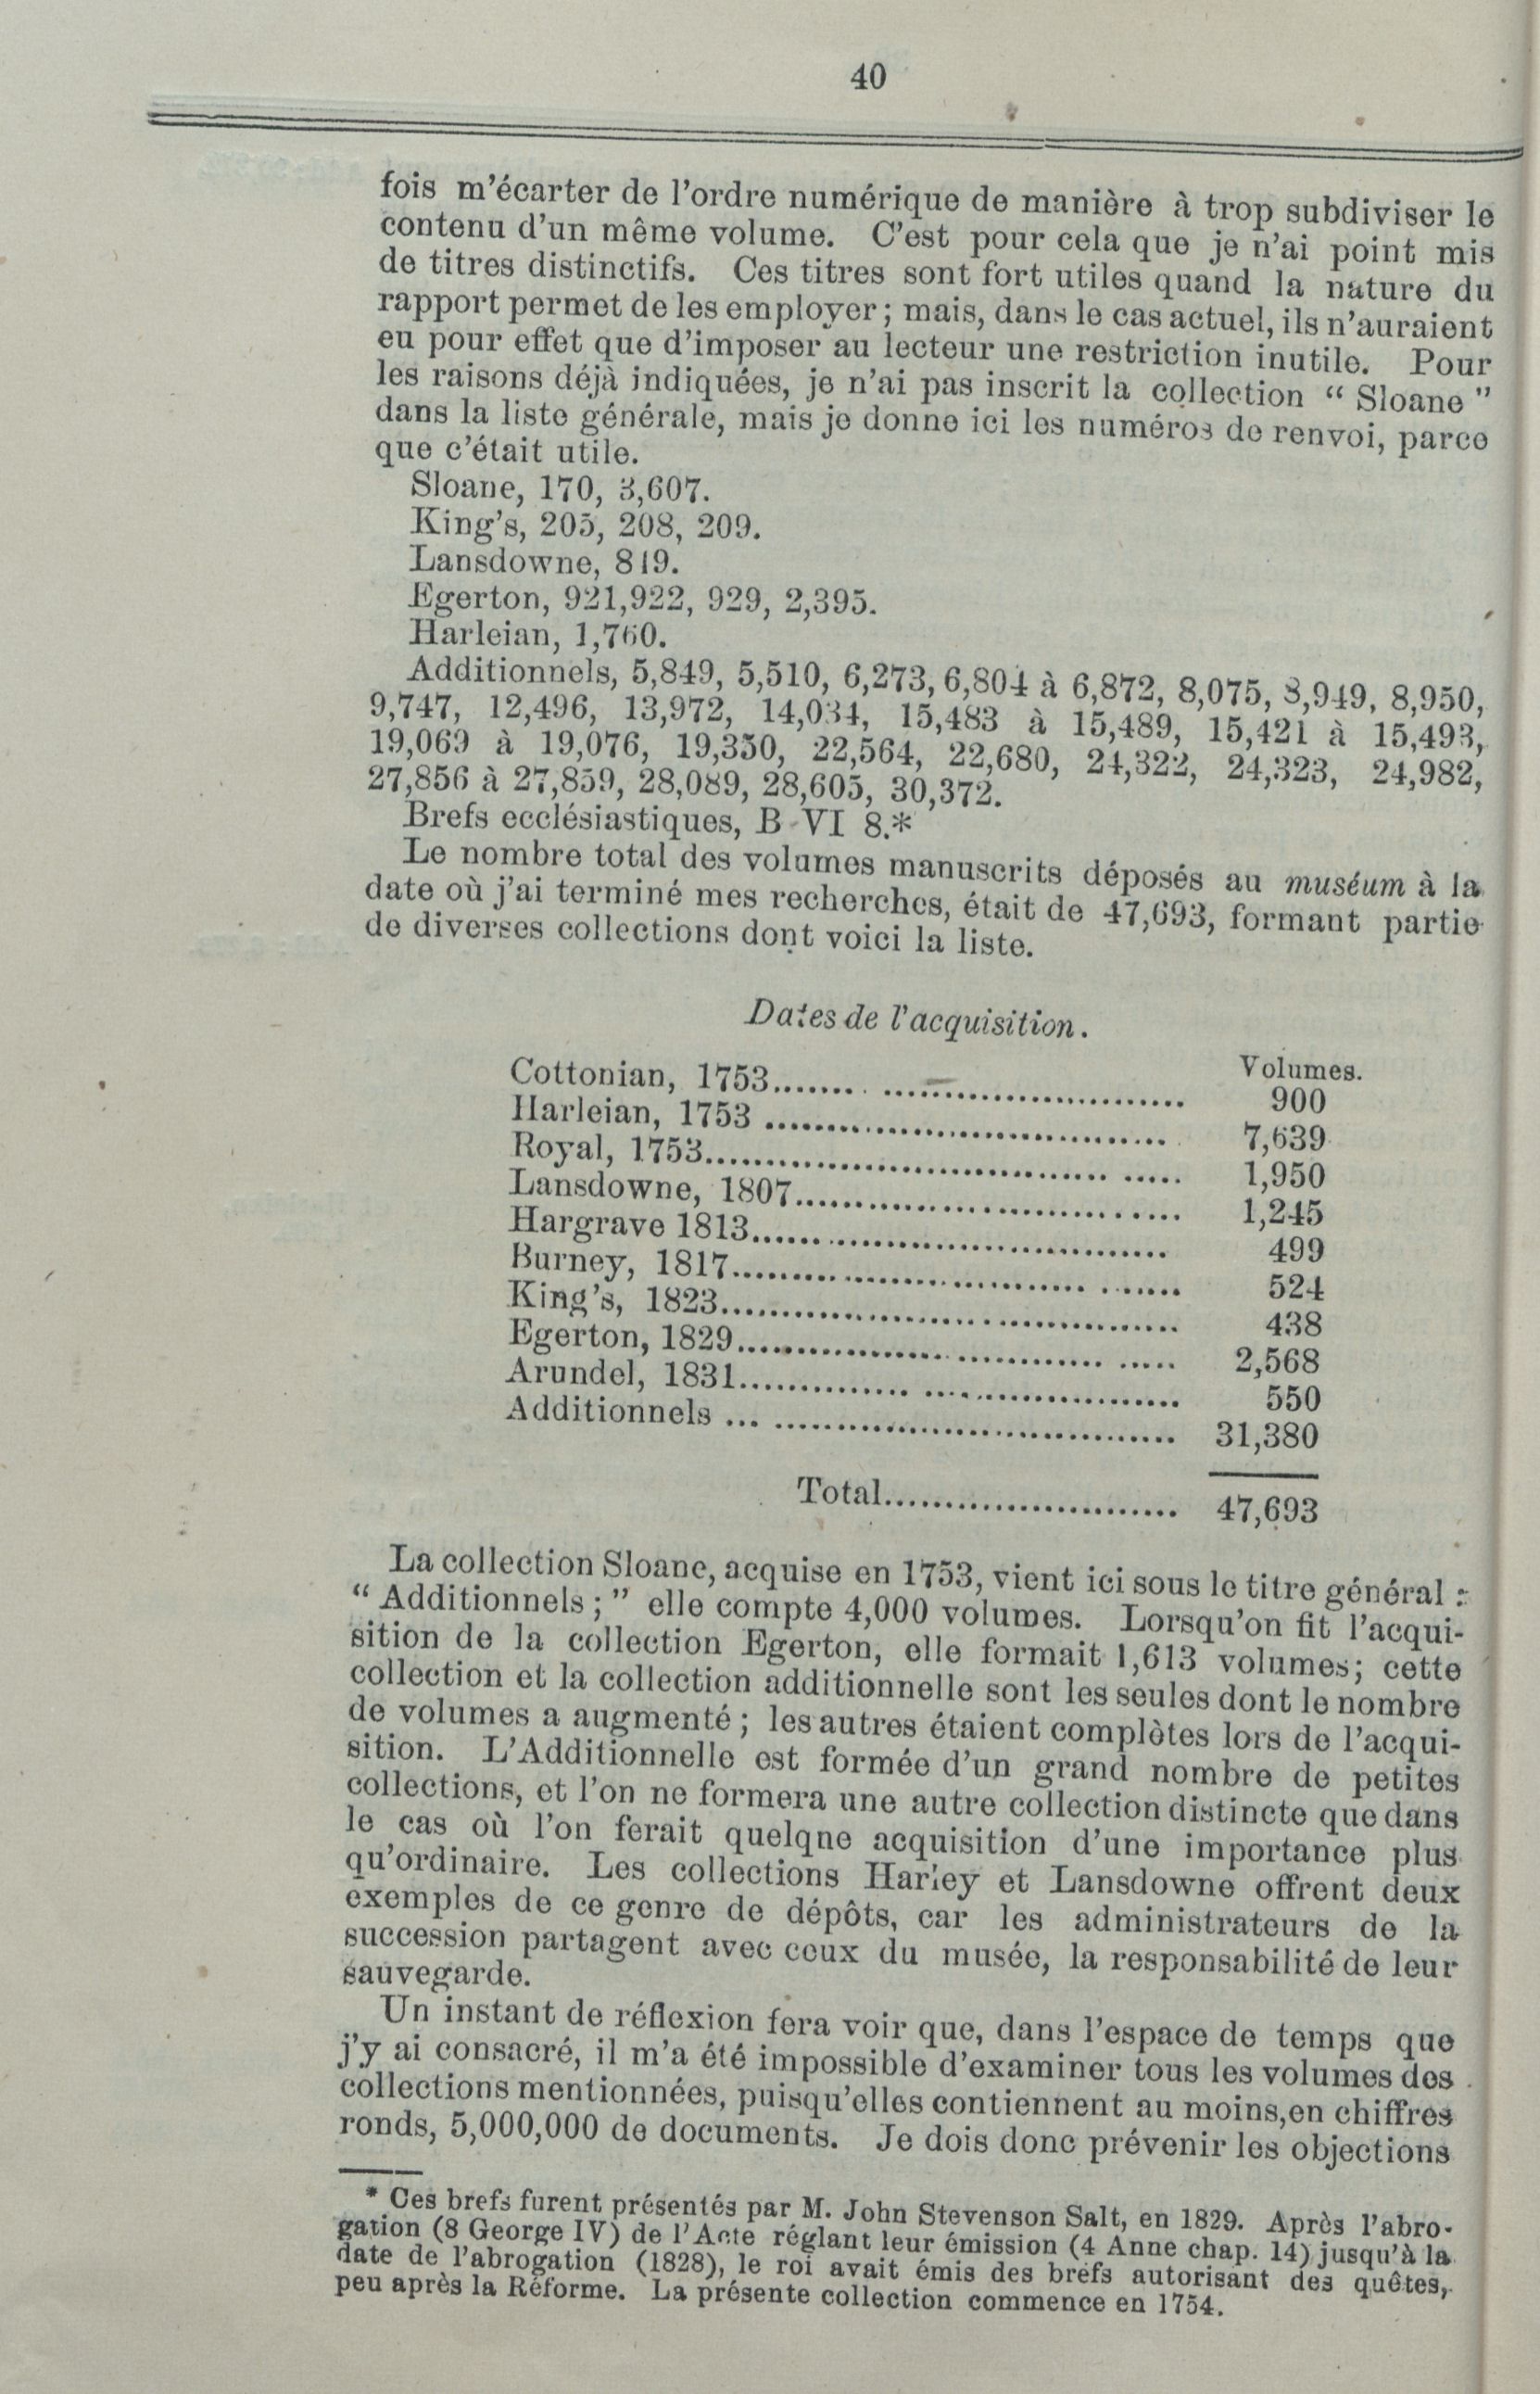 40
fois m'écarter de l'ordre numérique de manière à trop subdiviser le
contenu d'un même volume. C'est pour cela que je n'ai point mis
de titres distinctifs. Ces titres sont fort utiles quand la nature du
rapport permet de les employer; mais, dans le cas actuel, ils n'auraient
eu pour effet que d'imposer au lecteur une restriction inutile. Pour
les raisons déjà indiquées, je n'ai pas inscrit la collection “ Sloane ”
dans la liste générale, mais je donne ici les numéros de renvoi, parce
que c'était utile.
Sloane, 170, 3,607.
King's, 205, 208, 209.
Lansdowne, 819.
Egerton, 921,922, 929, 2,395.
Harleian, 1,760.
Additionnels, 5,849, 5,510, 6,273, 6,804 à 6,872, 8,075, 8,949, 8,950,
9,747, 12,496, 13,972, 14,034, 15,483 à 15,489, 15,421 à 15,493,
19,069 à 19,076, 19,350, 22,564, 22,680, 24,322, 24,323, 24,982,
27,856 à 27,859, 28,089, 28,605, 30,372.
Brefs ecclésiastiques, B VI 8.*
Le nombre total des volumes manuscrits déposés au muséum à la
date où j'ai terminé mes recherches, était de 47,693, formant partie
de diverses collections dont voici la liste.
Dates de l'acquisition.
Volumes.
Cottonian, 1753........ .......................... 900
Harleian, 1753 .................................. 7,639
Royal, 1753.................................. ..... 1,950
Lansdowne, 1807................................. 1,245
Hargrave 1813................................... 499
Burney, 1817.............................. ....... 524
King's, 1823...................................... 438
Egerton, 1829.............................. ..... 2,568
Arundel, 1831.............. ..................... 550
Additionnels ... ................................. 31,380
Total......................... 47,693
La collection Sloane, acquise en 1753, vient ici sous le titre général :
“ Additionnels ; ” elle compte 4,000 volumes. Lorsqu'on fit l'acqui-
sition de la collection Egerton, elle formait 1,613 volumes; cette
collection et la collection additionnelle sont les seules dont le nombre
de volumes a augmenté ; les autres étaient complètes lors de l'acqui-
sition. L'Additionnelle est formée d'un grand nombre de petites
collections, et l'on ne formera une autre collection distincte que dans
le cas où l'on ferait quelqne acquisition d'une importance plus
qu'ordinaire. Les collections Harley et Lansdowne offrent deux
exemples de ce genre de dépôts, car les administrateurs de la
succession partagent avec ceux du musée, la responsabilité de leur
sauvegarde.
Un instant de réflexion fera voir que, dans l'espace de temps que
j'y ai consacré, il m'a été impossible d'examiner tous les volumes des
collections mentionnées, puisqu'elles contiennent au moins,en chiffres
ronds, 5,000,000 de documents. Je dois donc prévenir les objections
* Ces brefs furent présentés par M. John Stevenson Salt, en 1829. Après l'abro-
gation (8 George IV) de l'Acte réglant leur émission (4 Anne chap. 14) jusqu'à la
date de l'abrogation (1828), le roi avait émis des brefs autorisant des quêtes,
peu après la Réforme. La présente collection commence en 1754.